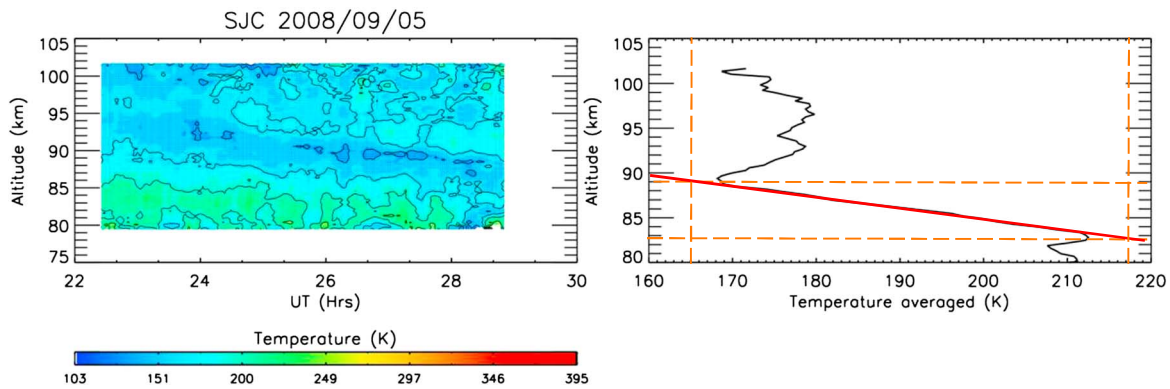 SJC 2008/09/05
105
100
95
90
85
80
75
Altitude (km)
22 24 26 28 30
UT (Hrs)
105
100
95
90
85
80
Altitude (km)
160 170 180 190 200 210 220
Temperature averaged (K)
Temperature (K)
103 151 200 249 297 346 395